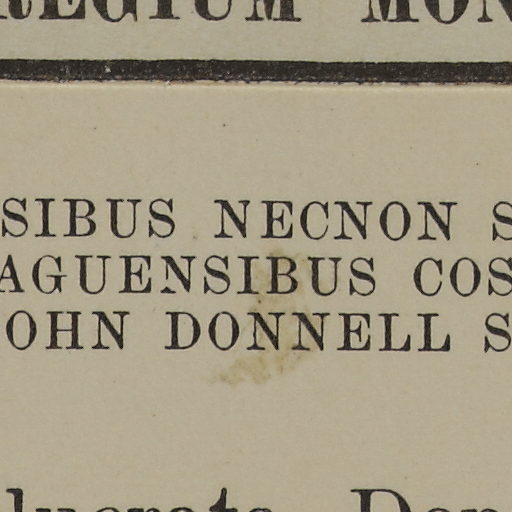 REGIUM MON
SIBUS NECNON S
AGUENSIBUS COS
OHN DONNELL S